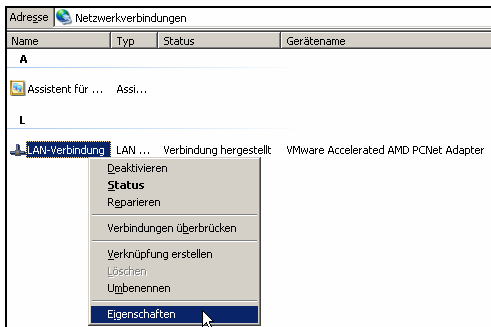 Adresse Netzwerkverbindungen
Name Typ Status Gerätename
A
Assistent für ... Assi...
L
LAN-Verbindung LAN ... Verbindung hergestellt VMware Accelerated AMD PCNet Adapter
Deaktivieren
Status
Reparieren
Verbindungen überbrücken
Verknüpfung erstellen
Löschen
Umbenennen
Eigenschaften